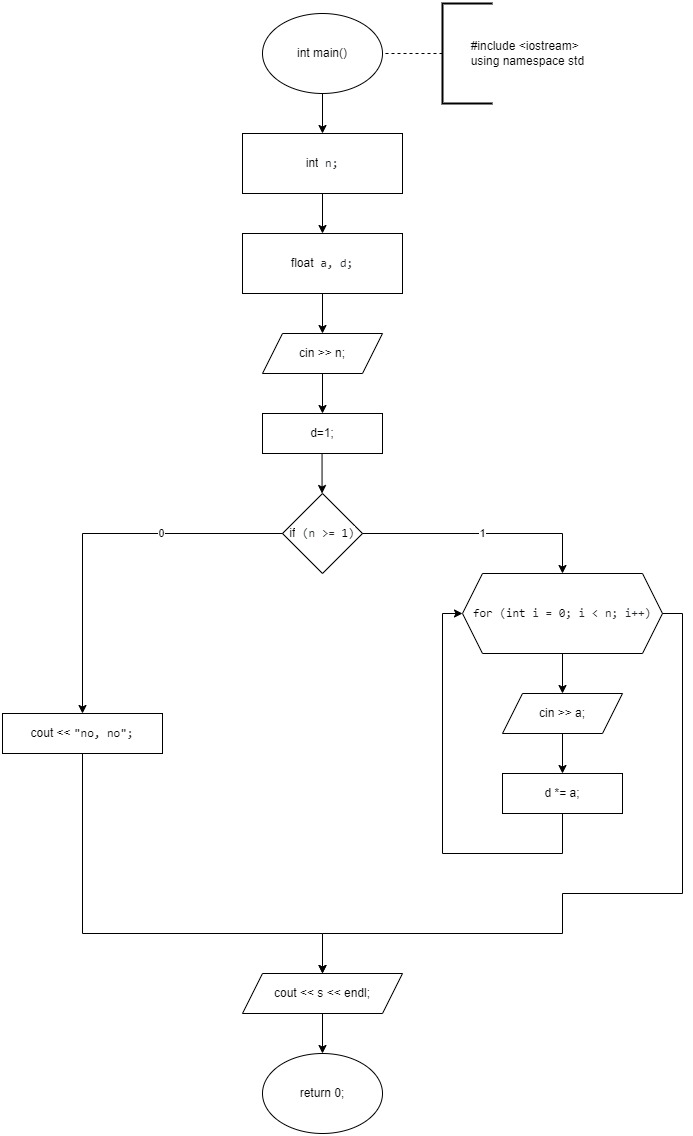 int main()
#include <iostream>
using namespace std
int n;
float a, d;
cin >> n;
d=1;
0
if (n >= 1)
1
for (int i = 0; i < n; i++)
cin >> a;
cout << "no, no";
d *= a;
cout << s << endl;
return 0;